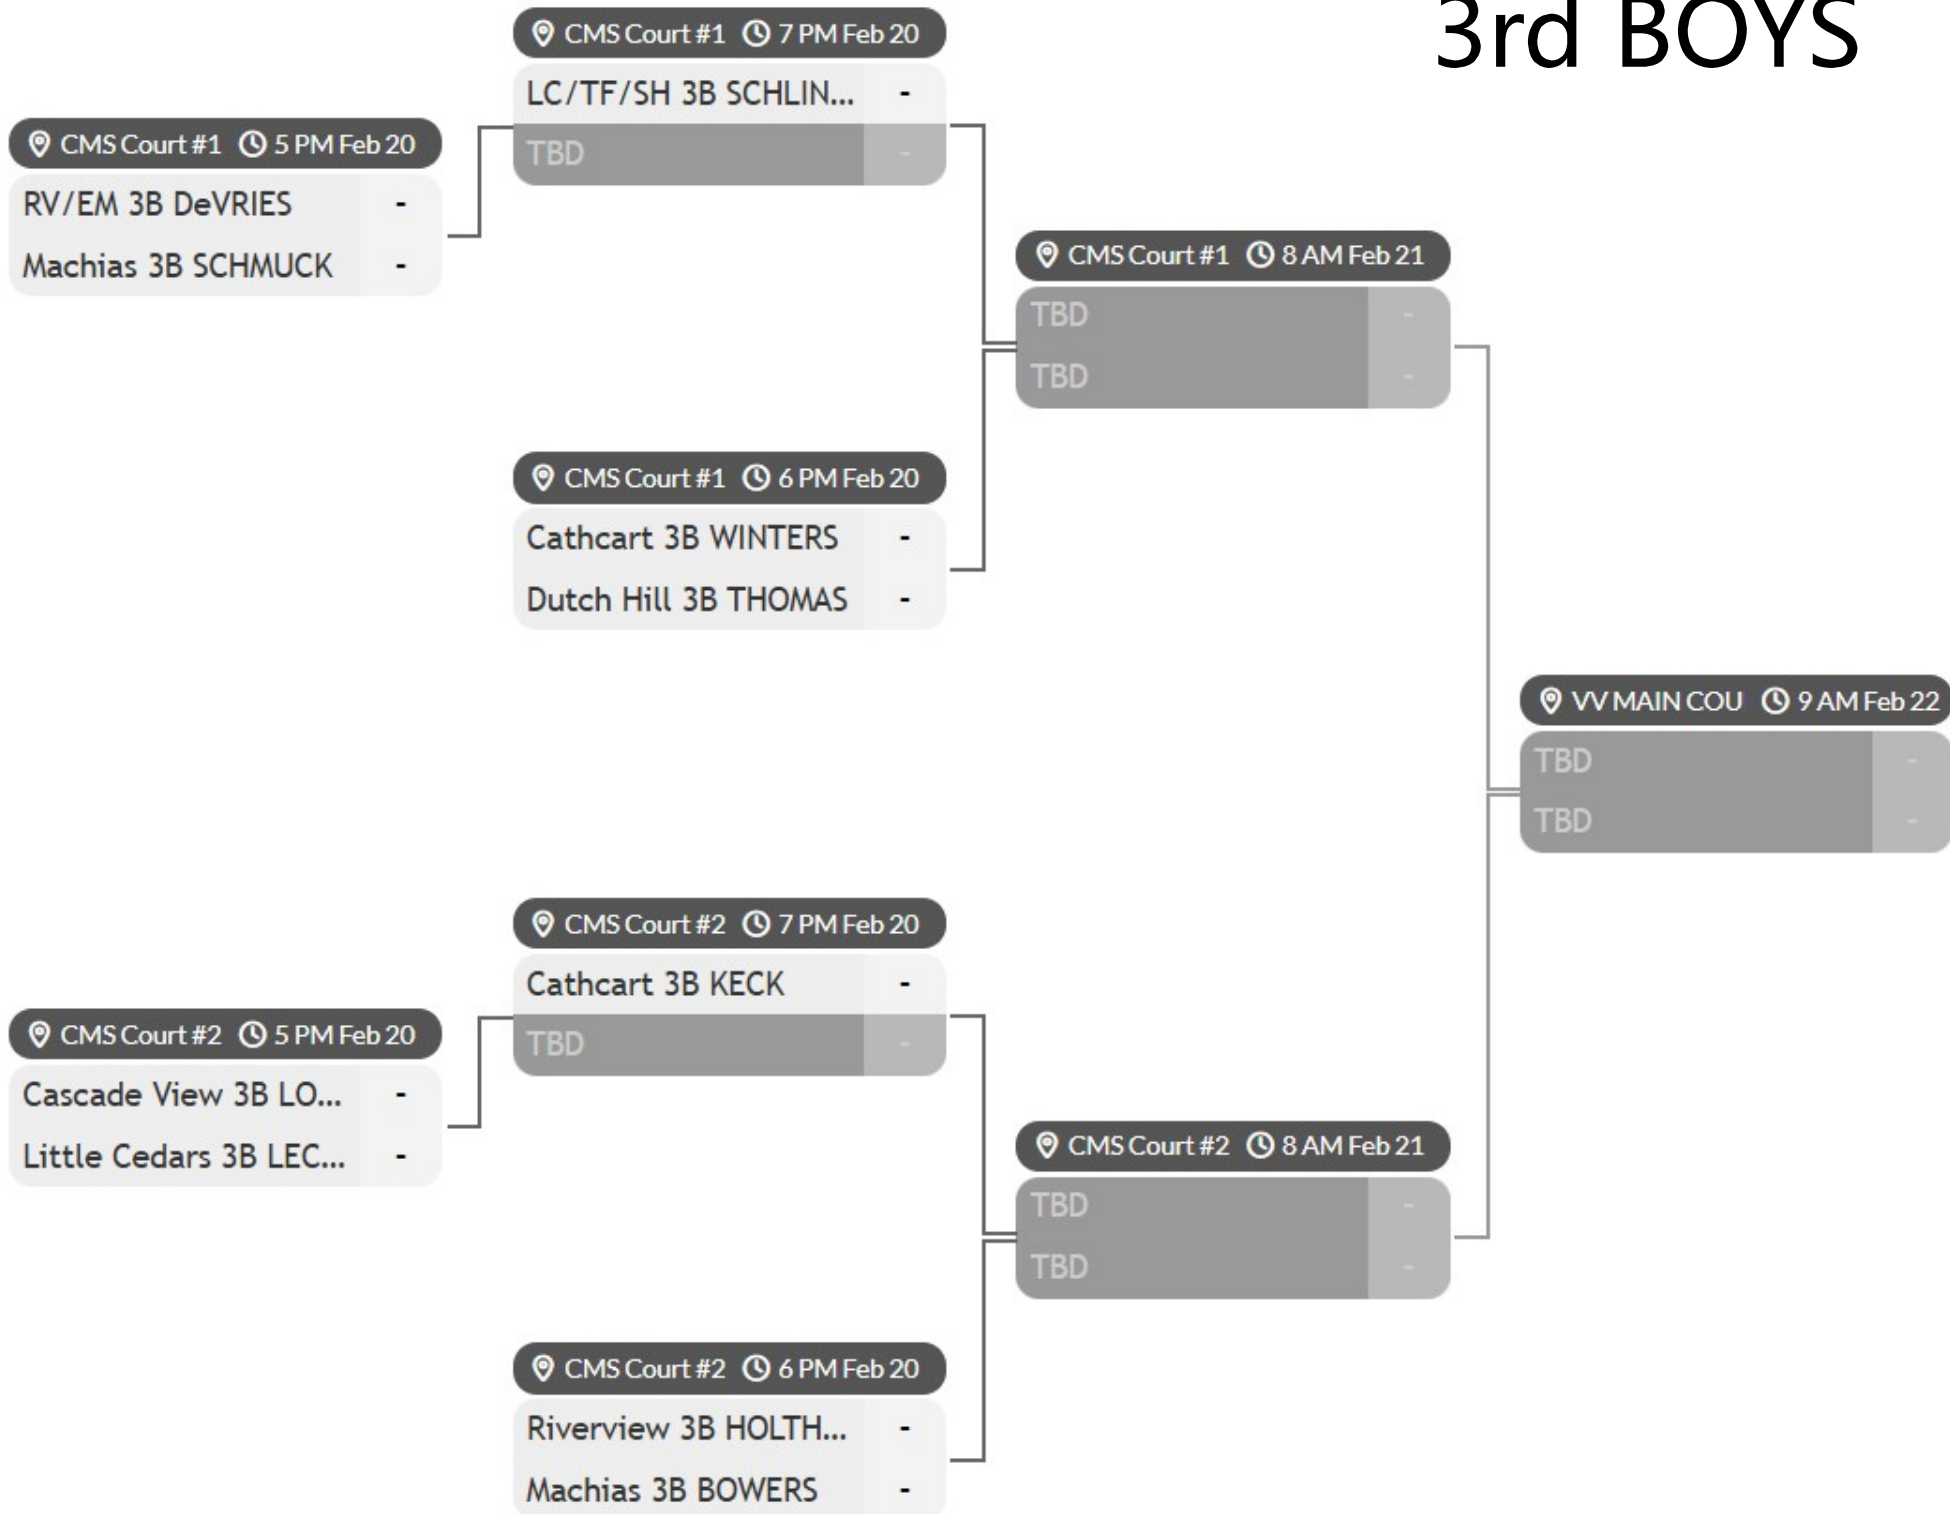 3rd BOYS
CMS Court #1 7 PM Feb 20
LC/TF/SH 3B SCHLIN... -
TBD -
CMS Court #1 5 PM Feb 20
RV/EM 3B DeVRIES -
Machias 3B SCHMUCK -
CMS Court #1 8 AM Feb 21
TBD -
TBD -
CMS Court #1 6 PM Feb 20
Cathcart 3B WINTERS -
Dutch Hill 3B THOMAS -
VV MAIN COU 9 AM Feb 22
TBD -
TBD -
CMS Court #2 7 PM Feb 20
Cathcart 3B KECK -
TBD -
CMS Court #2 5 PM Feb 20
Cascade View 3B LO... -
Little Cedars 3B LEC... -
CMS Court #2 8 AM Feb 21
TBD -
TBD -
CMS Court #2 6 PM Feb 20
Riverview 3B HOLTH... -
Machias 3B BOWERS -